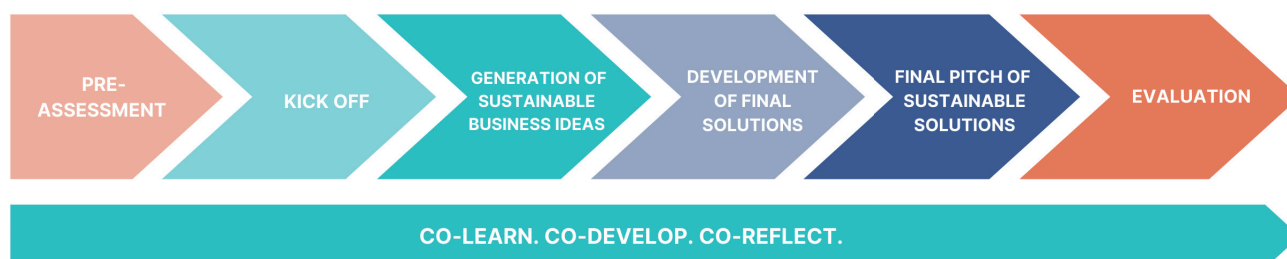 PRE-
ASSESSMENT
KICK OFF
GENERATION OF
SUSTAINABLE
BUSINESS IDEAS
DEVELOPMENT
OF FINAL
SOLUTIONS
FINAL PITCH OF
SUSTAINABLE
SOLUTIONS
EVALUATION
CO-LEARN. CO-DEVELOP. CO-REFLECT.